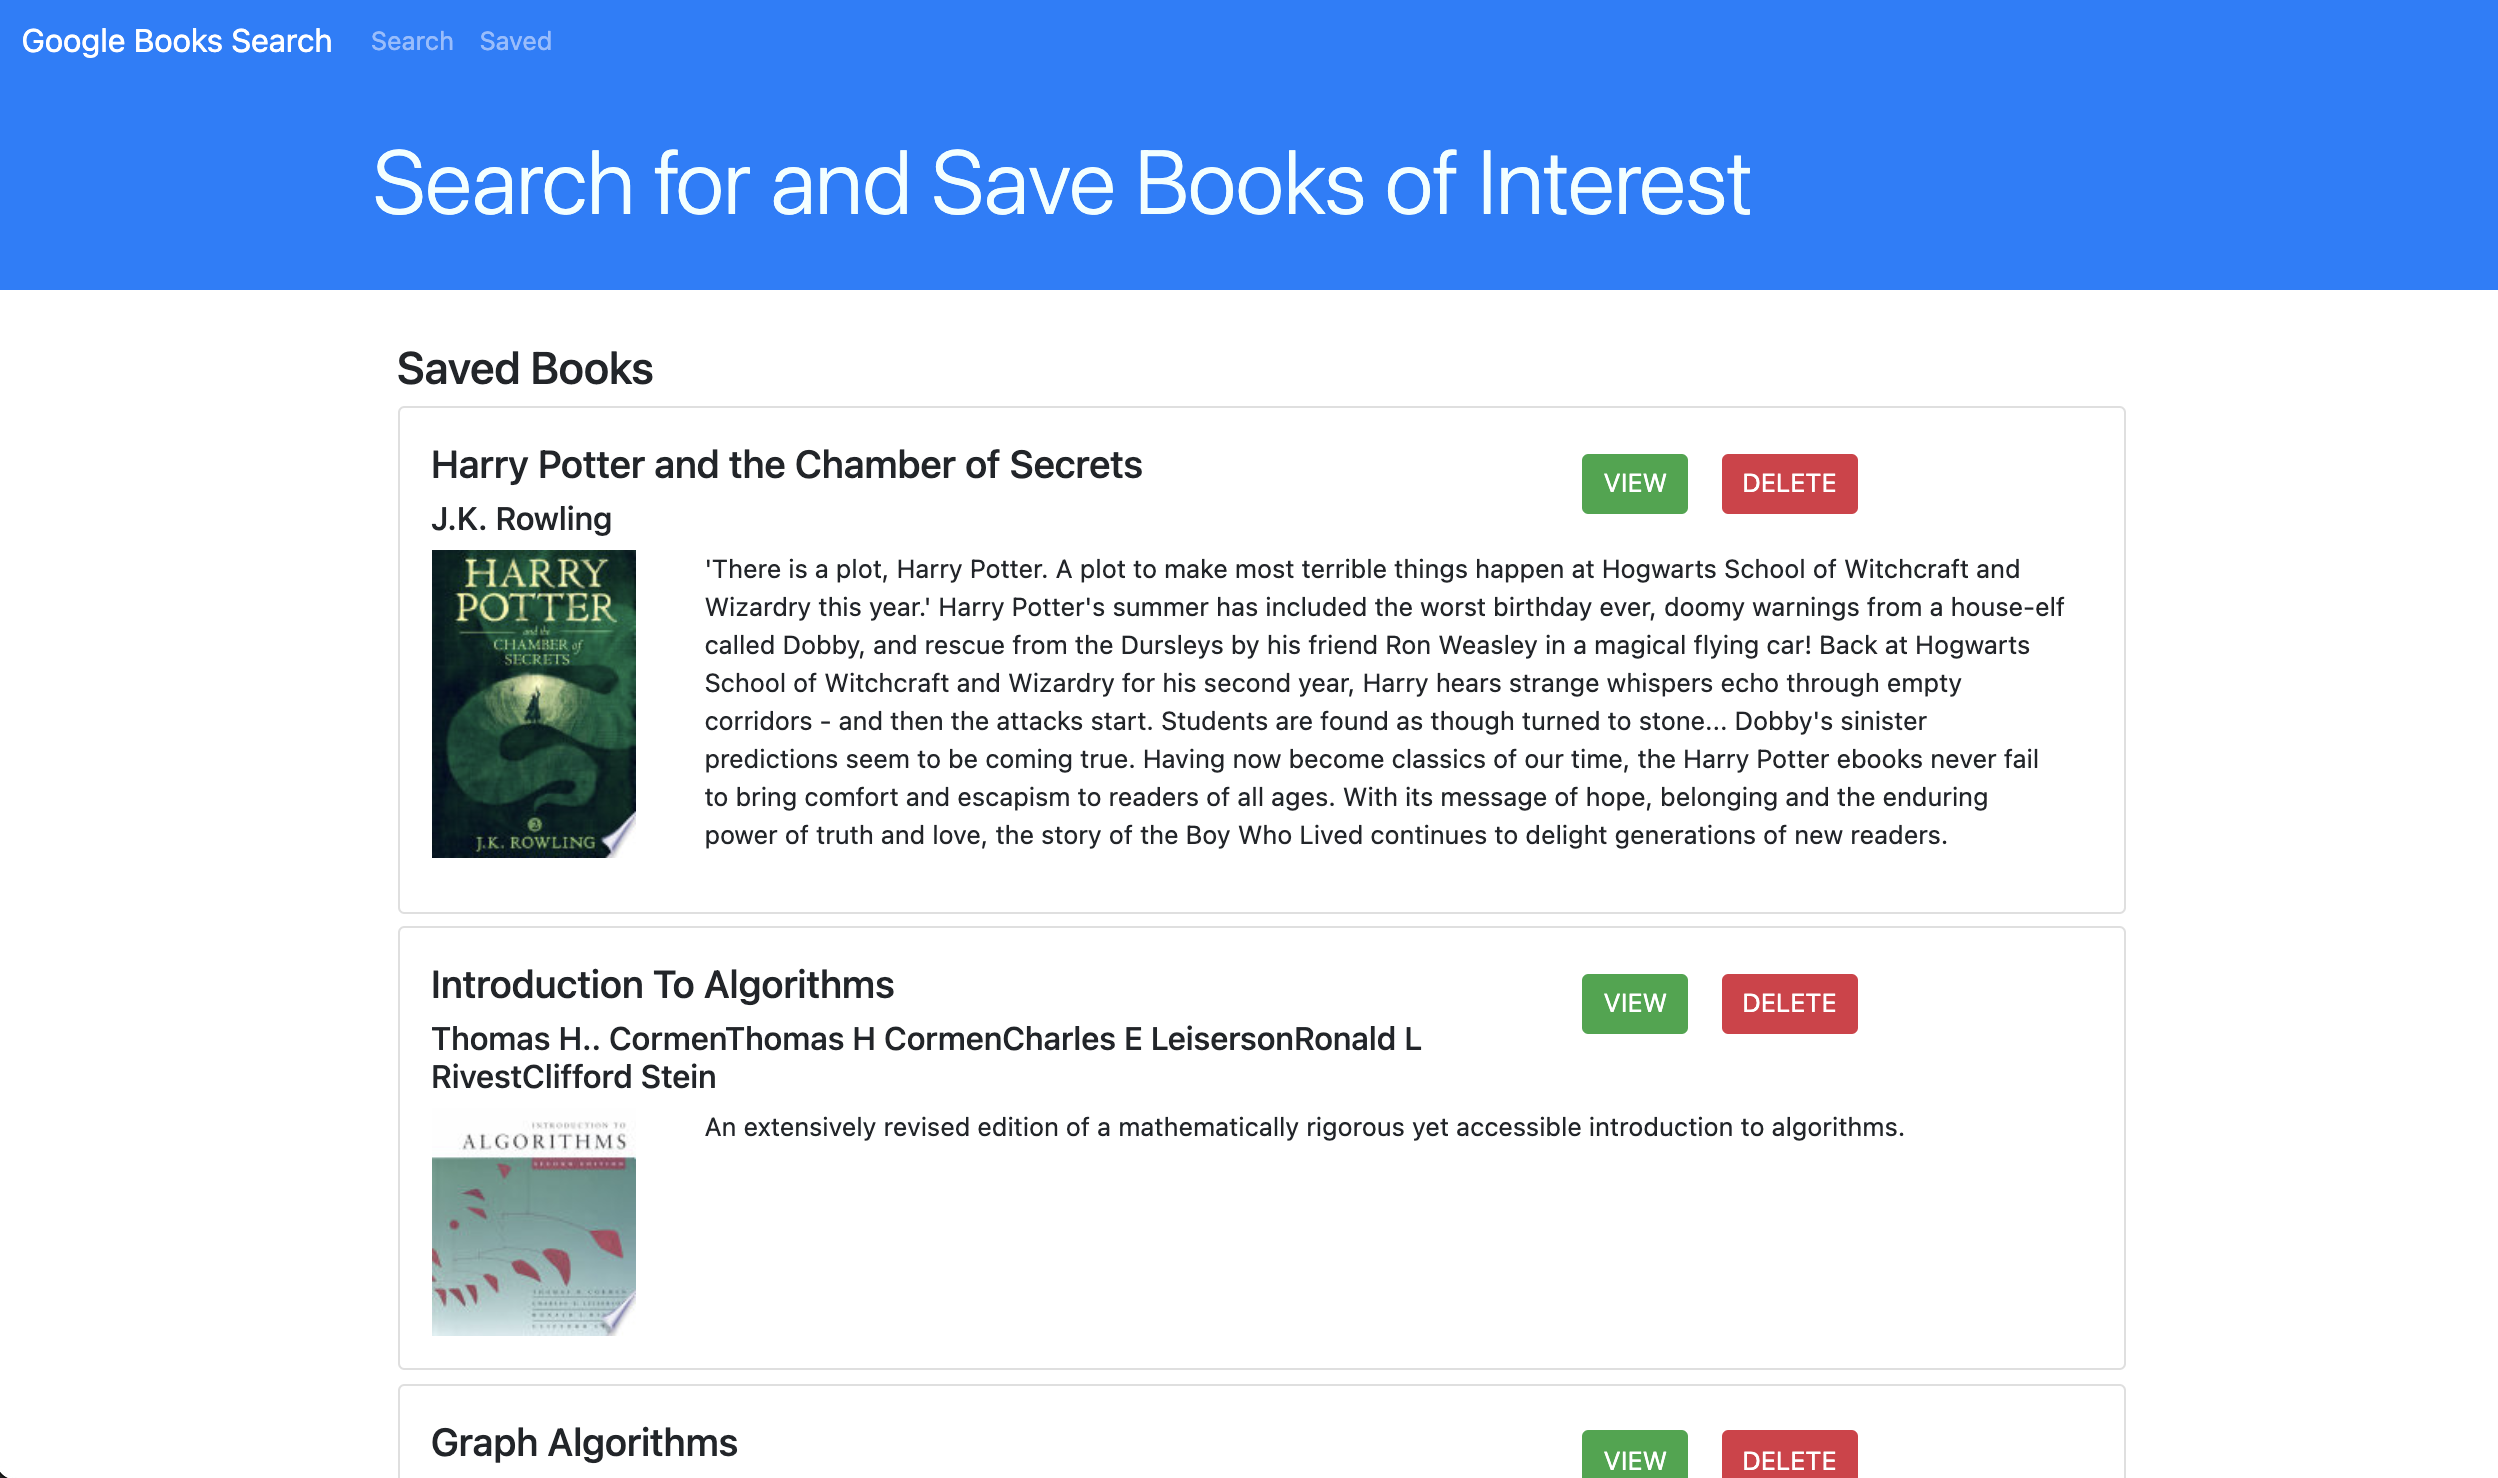 Google Books Search Search Saved
Search for and Save Books of Interest
Saved Books
Harry Potter and the Chamber of Secrets
VIEW DELETE
J.K. Rowling
HARRY
POTTER
and the
CHAMBER of
SECRETS
2
J.K. ROWLING
'There is a plot, Harry Potter. A plot to make most terrible things happen at Hogwarts School of Witchcraft and
Wizardry this year.' Harry Potter's summer has included the worst birthday ever, doomy warnings from a house-elf
called Dobby, and rescue from the Dursleys by his friend Ron Weasley in a magical flying car! Back at Hogwarts
School of Witchcraft and Wizardry for his second year, Harry hears strange whispers echo through empty
corridors - and then the attacks start. Students are found as though turned to stone... Dobby's sinister
predictions seem to be coming true. Having now become classics of our time, the Harry Potter ebooks never fail
to bring comfort and escapism to readers of all ages. With its message of hope, belonging and the enduring
power of truth and love, the story of the Boy Who Lived continues to delight generations of new readers.
Introduction To Algorithms
VIEW DELETE
Thomas H.. CormenThomas H CormenCharles E LeisersonRonald L
RivestClifford Stein
INTRODUCTION TO
ALGORITHMS
SECOND EDITION
THOMAS H. CORMEN
An extensively revised edition of a mathematically rigorous yet accessible introduction to algorithms.
Graph Algorithms
VIEW DELETE